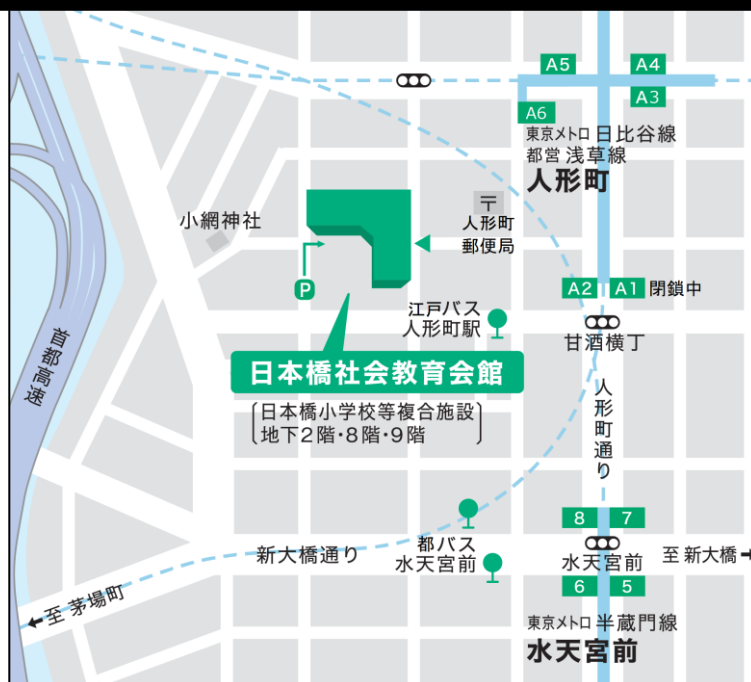 A5
A4
A3
A6
東京メトロ 日比谷線
都営 浅草線
人形町
〒
人形町
郵便局
小網神社
P
A2
A1 閉鎖中
江戸バス
人形町駅
甘酒横丁
首都高速
日本橋社会教育会館
日本橋小学校等複合施設
地下2階・8階・9階
人形町通り
8
7
新大橋通り
都バス
水天宮前
水天宮前
至 新大橋
6
5
至 茅場町
東京メトロ 半蔵門線
水天宮前